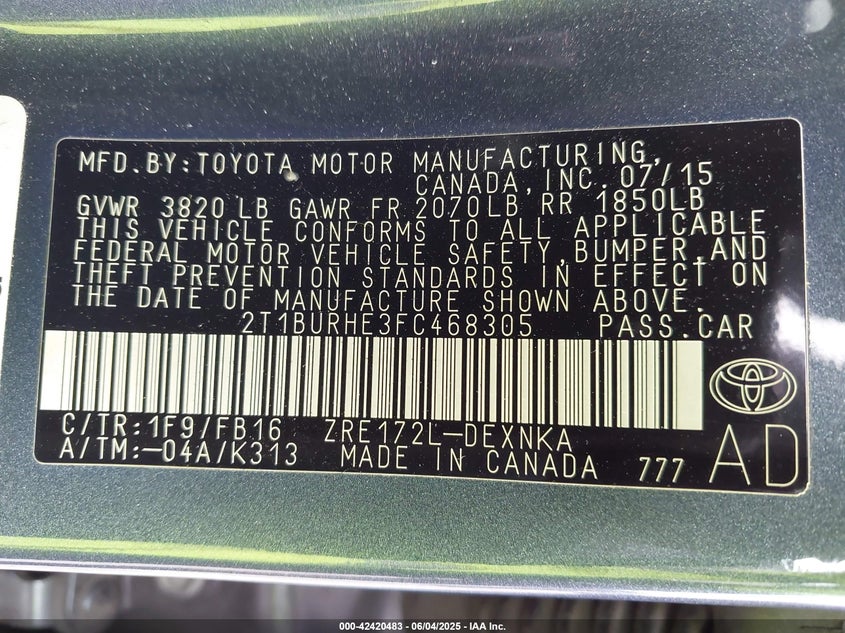 MFD.BY:TOYOTA MOTOR MANUFACTURING,
CANADA,INC.07/15
GVWR 3820LB GAWR FR 2070LB RR 1850LB
THIS VEHICLE CONFORMS TO ALL APPLICABLE
FEDERAL MOTOR VEHICLE SAFETY,BUMPER,AND
THEFT PREVENTION STANDARDS IN EFFECT ON
THE DATE OF MANUFACTURE SHOWN ABOVE.
2T1BURHE3FC468305 PASS.CAR
C/TR:1F9/FB16 ZRE172L-DEXNKA
A/TM:-04A/K313 MADE IN CANADA 777 AD
000-42420483 - 06/04/2025 - IAA Inc.